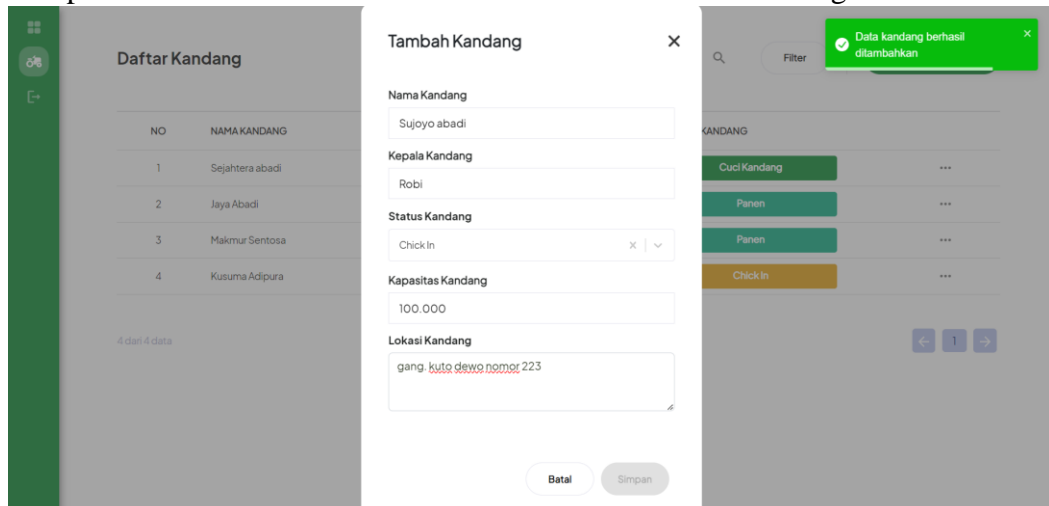 Daftar Kandang
Filter
NO NAMA KANDANG KANDANG
1 Sejahtera abadi Cuci Kandang
2 Jaya Abadi Panen
3 Makmur Sentosa Panen
4 Kusuma Adipura Chick In
4 dari 4 data
1
Tambah Kandang
Nama Kandang
Sujoyo abadi
Kepala Kandang
Robi
Status Kandang
Chick In
Kapasitas Kandang
100.000
Lokasi Kandang
gang. kuto dewo nomor 223
Batal Simpan
Data kandang berhasil
ditambahkan